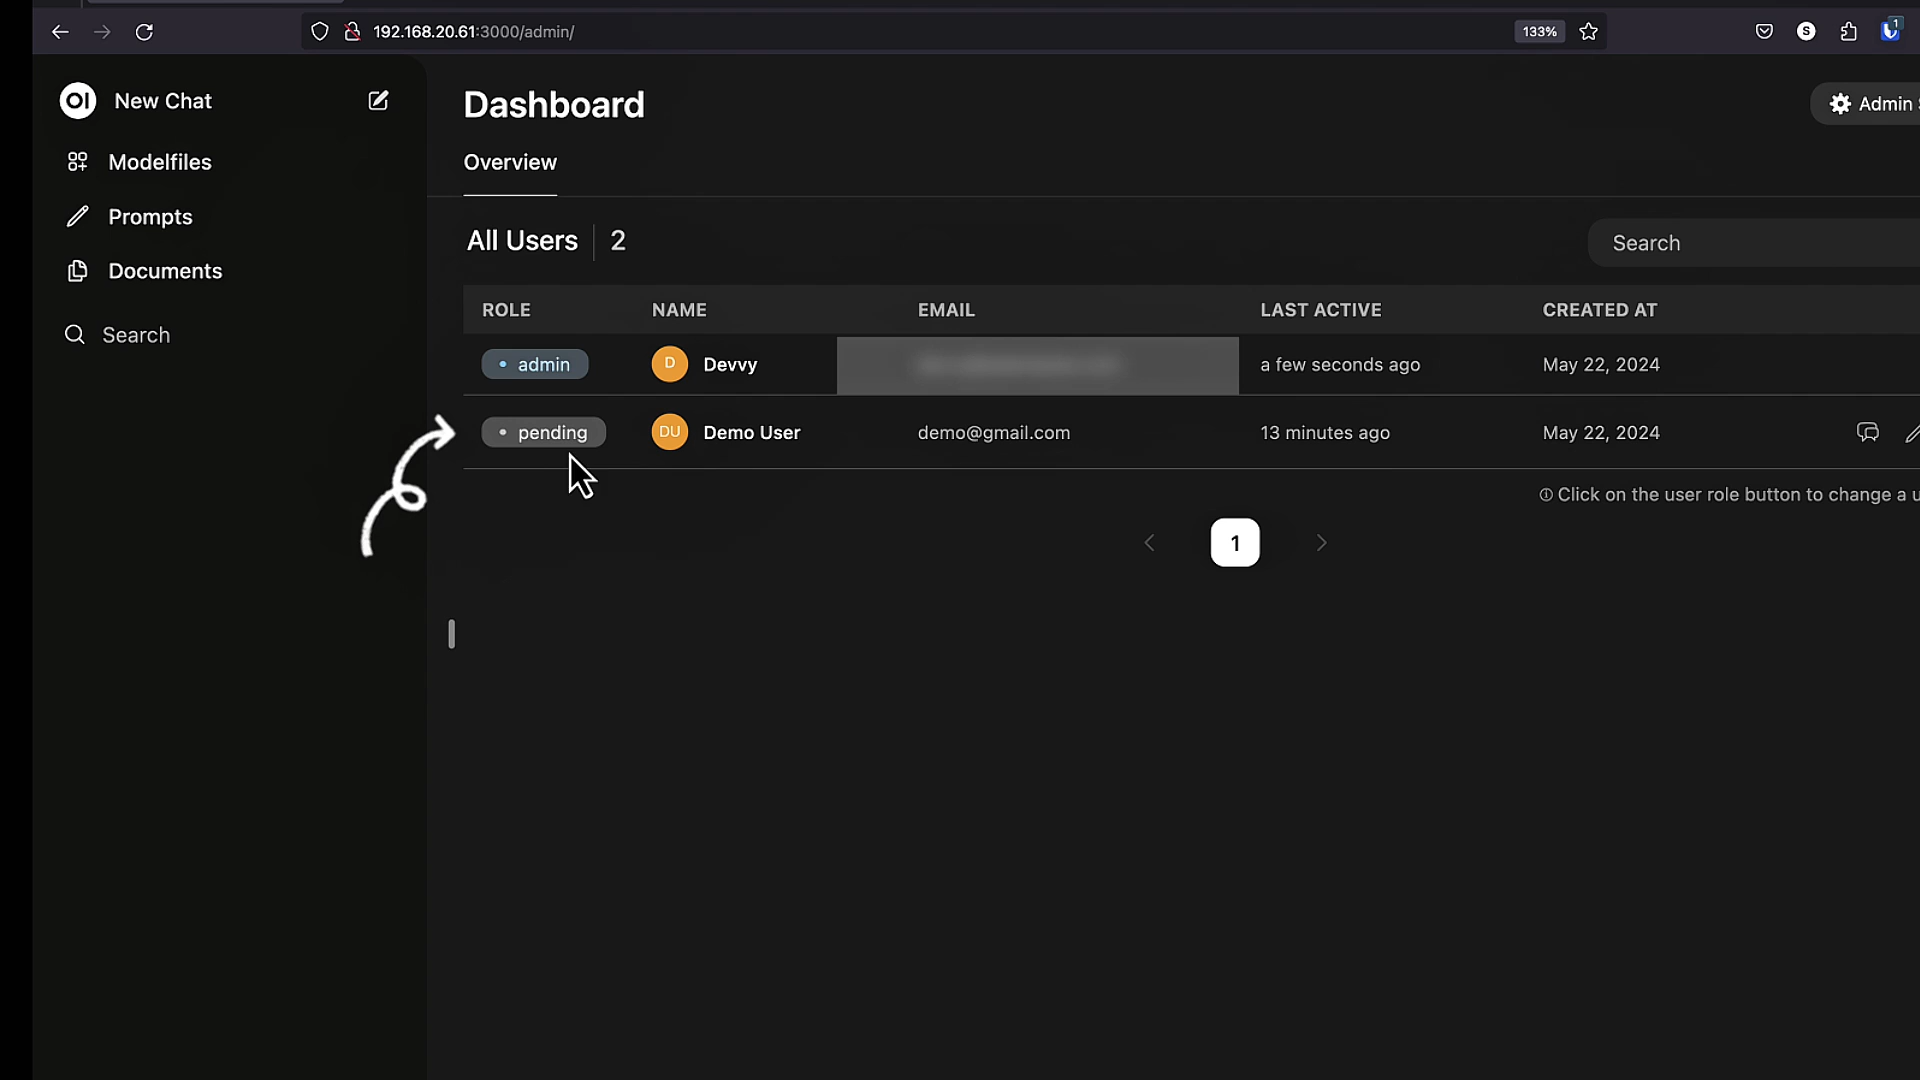 192.168.20.61:3000/admin/
133%
S
1
OI New Chat
Modelfiles
Prompts
Documents
Search
Dashboard
Admin
Overview
All Users 2
Search
ROLE NAME EMAIL LAST ACTIVE CREATED AT
admin D Devvy a few seconds ago May 22, 2024
pending DU Demo User demo@gmail.com 13 minutes ago May 22, 2024
Click on the user role button to change a
1